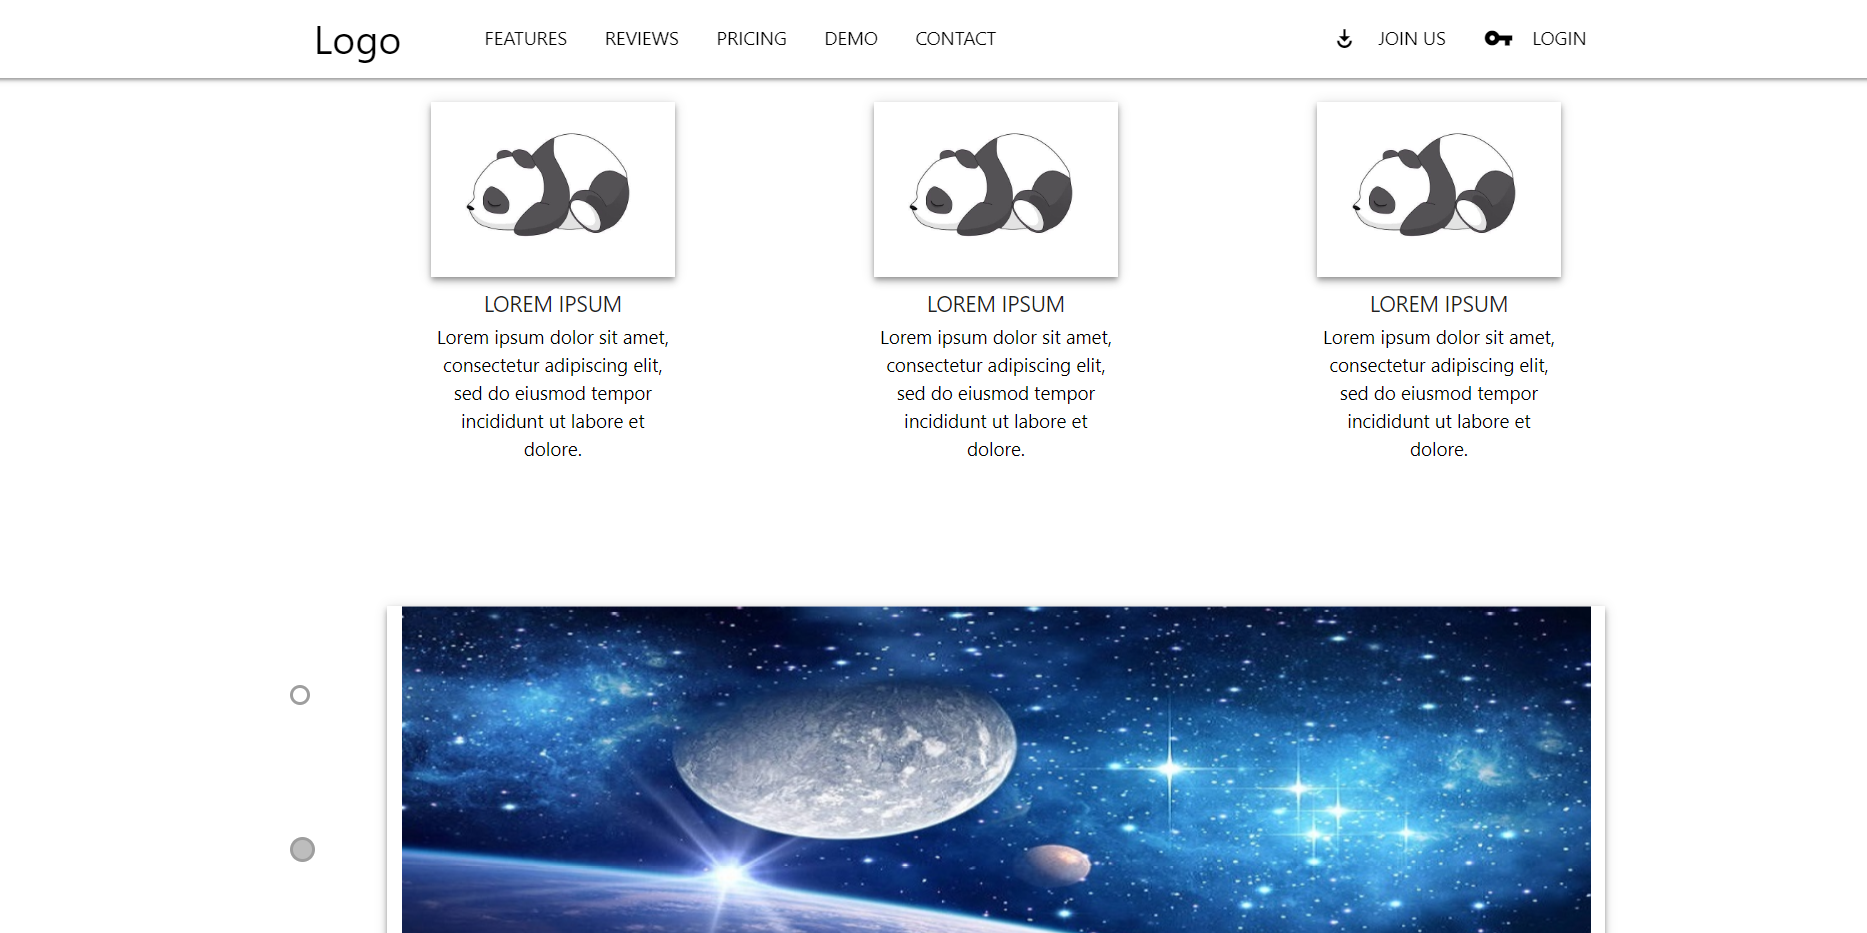 Logo
FEATURES
REVIEWS
PRICING
DEMO
CONTACT
JOIN US
LOGIN
LOREM IPSUM
Lorem ipsum dolor sit amet,
consectetur adipiscing elit,
sed do eiusmod tempor
incididunt ut labore et
dolore.
LOREM IPSUM
Lorem ipsum dolor sit amet,
consectetur adipiscing elit,
sed do eiusmod tempor
incididunt ut labore et
dolore.
LOREM IPSUM
Lorem ipsum dolor sit amet,
consectetur adipiscing elit,
sed do eiusmod tempor
incididunt ut labore et
dolore.